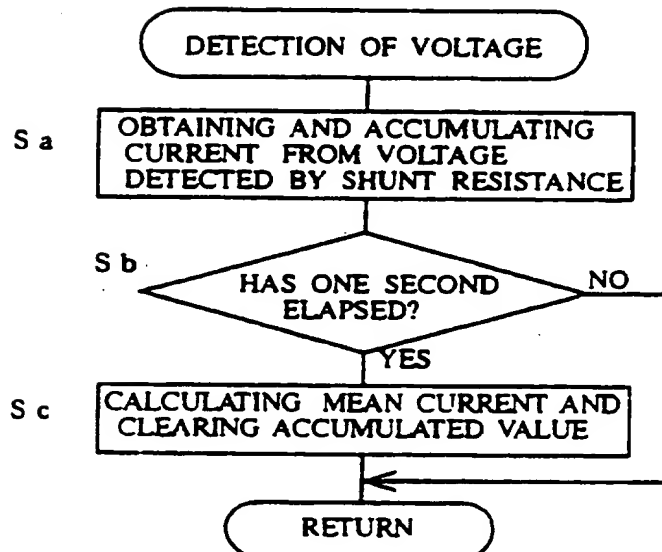 DETECTION OF VOLTAGE
S a
OBTAINING AND ACCUMULATING
CURRENT FROM VOLTAGE
DETECTED BY SHUNT RESISTANCE
S b
HAS ONE SECOND
ELAPSED?
NO
YES
S c
CALCULATING MEAN CURRENT AND
CLEARING ACCUMULATED VALUE
RETURN